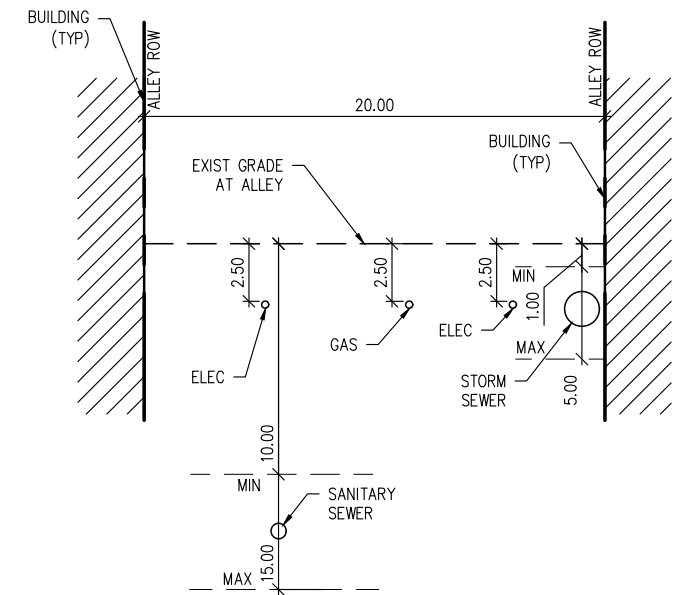 BUILDING
(TYP)
ALLEY ROW
ALLEY ROW
20.00
BUILDING
(TYP)
EXIST GRADE
AT ALLEY
2.50
2.50
2.50
MIN
1.00
ELEC
GAS
ELEC
MAX
STORM
SEWER
5.00
10.00
MIN
SANITARY
SEWER
15.00
MAX